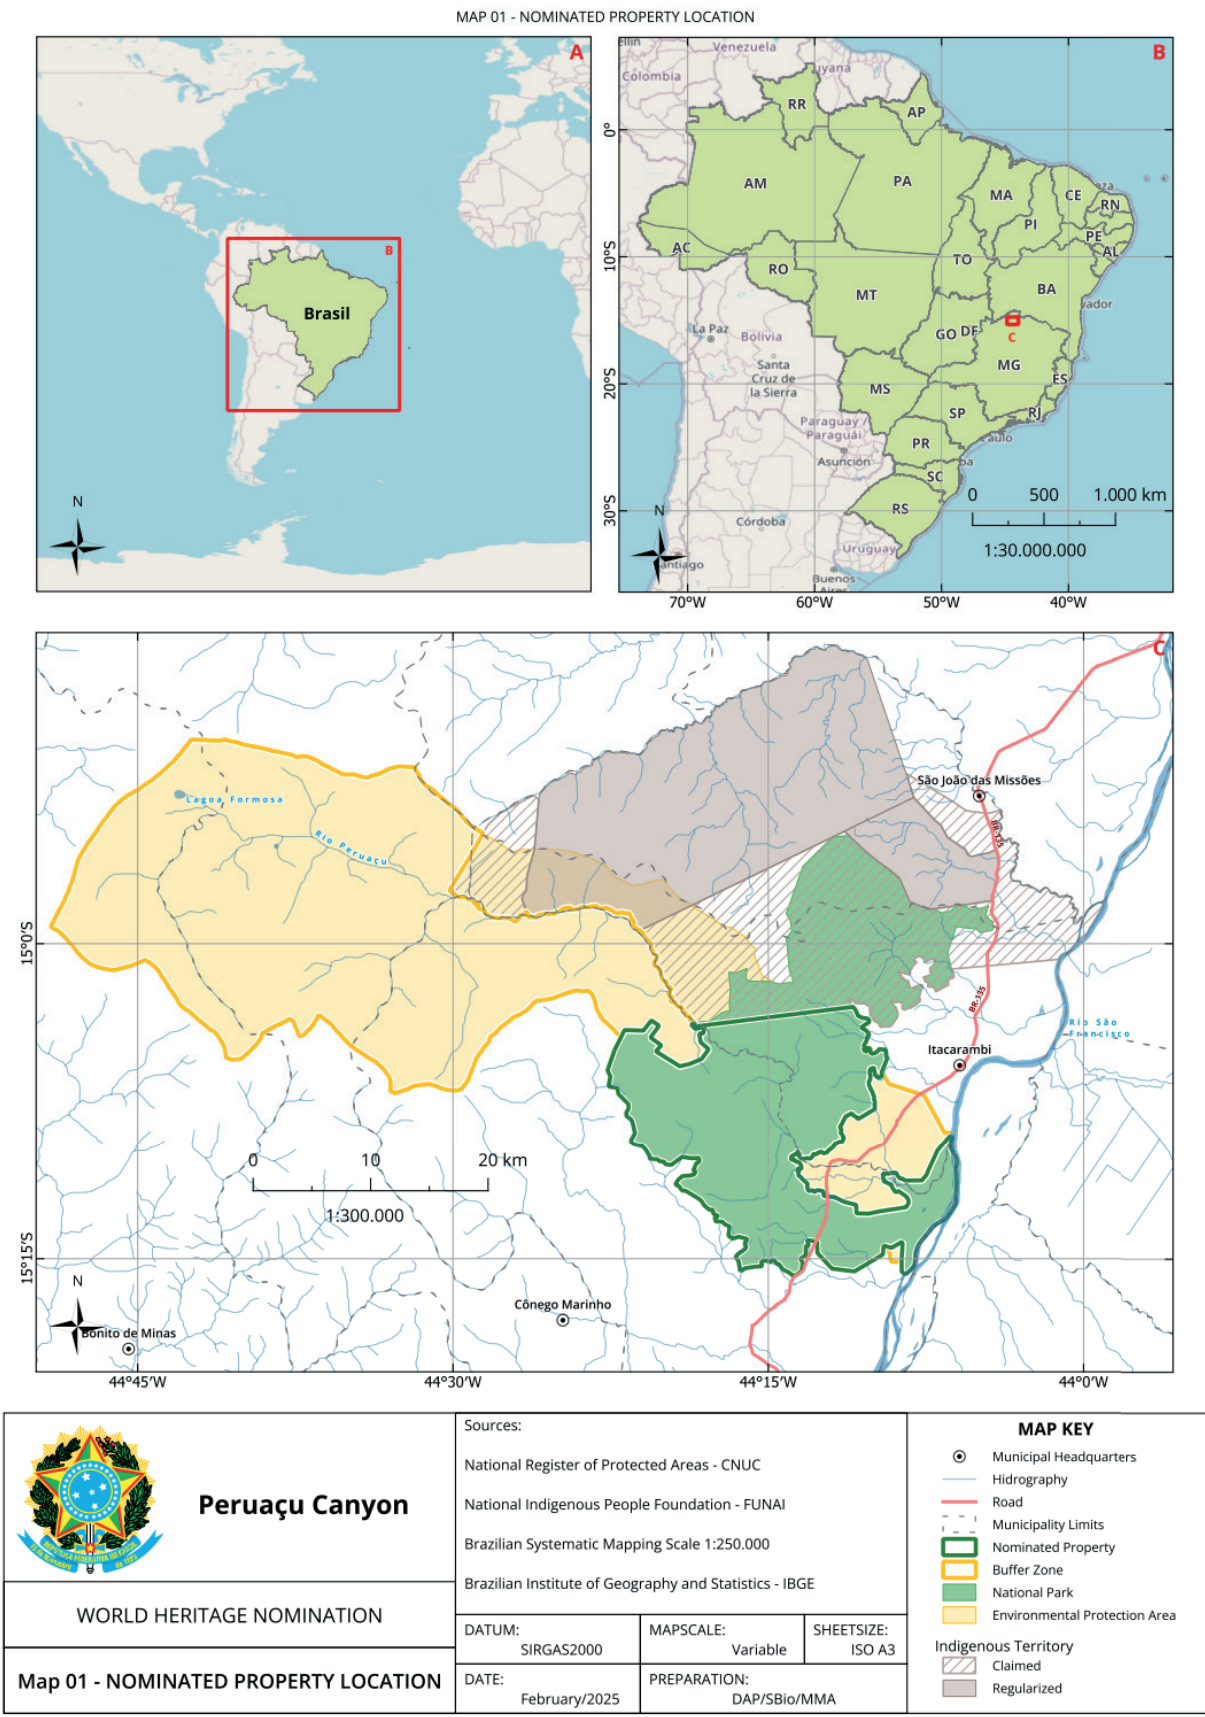 MAP 01 - NOMINATED PROPERTY LOCATION
A
B
Brasil
N
B
Venezuela
uyana
Colombia
RR
AP
AM
PA
MA
CE
RN
PI
PE
AL
AC
RO
TO
MT
BA
vador
GO
DF
C
MG
ES
La Paz
Bolivia
Santa
Cruz de
la Sierra
MS
SP
RJ
Paraguay /
Paraguái
Asunción
PR
aulo
ba
SC
RS
Córdoba
Uruguay
antiago
Buenos
N
0 500 1.000 km
1:30.000.000
0°
10°S
20°S
30°S
70°W 60°W 50°W 40°W
C
São João das Missões
Lagoa Formosa
Rio Peruaçu
BR-135
BR-135
Rio São
Francisco
Itacarambi
0 10 20 km
1:300.000
N
Cônego Marinho
Bonito de Minas
15°0'S
15°15'S
44°45'W 44°30'W 44°15'W 44°0'W
Peruaçu Canyon
WORLD HERITAGE NOMINATION
Map 01 - NOMINATED PROPERTY LOCATION
Sources:
National Register of Protected Areas - CNUC
National Indigenous People Foundation - FUNAI
Brazilian Systematic Mapping Scale 1:250.000
Brazilian Institute of Geography and Statistics - IBGE
DATUM:
SIRGAS2000
MAPSCALE:
Variable
SHEETSIZE:
ISO A3
DATE:
February/2025
PREPARATION:
DAP/SBio/MMA
MAP KEY
Municipal Headquarters
Hidrography
Road
Municipality Limits
Nominated Property
Buffer Zone
National Park
Environmental Protection Area
Indigenous Territory
Claimed
Regularized